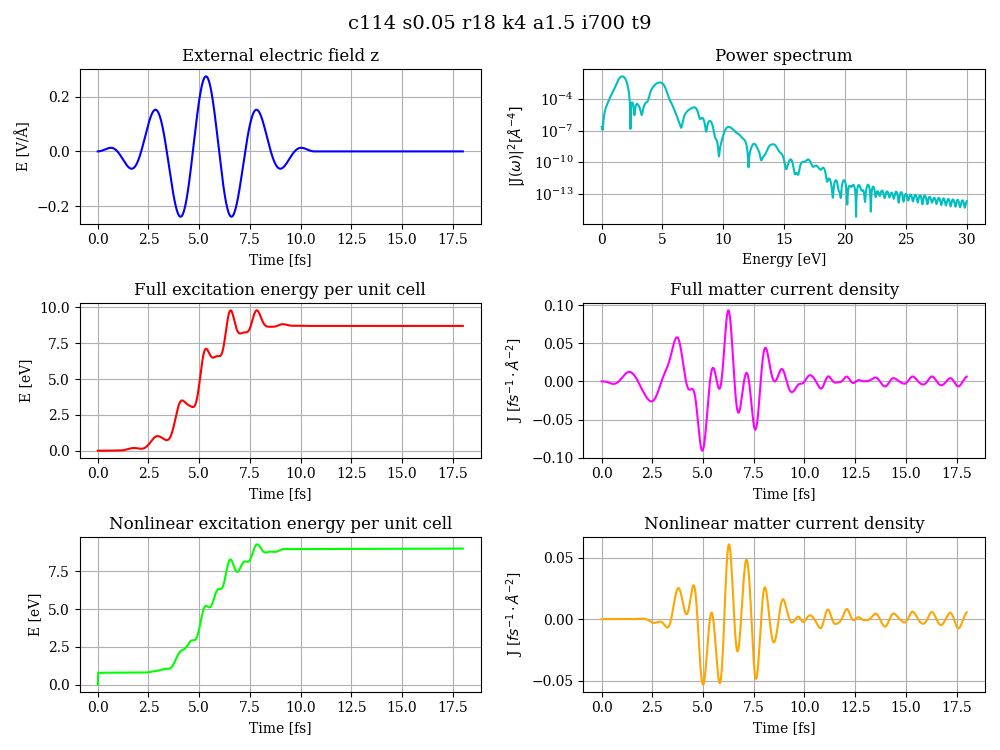 c114 s0.05 r18 k4 a1.5 i700 t9
External electric field z
E [V/Å]
0.2
0.0
−0.2
0.0 2.5 5.0 7.5 10.0 12.5 15.0 17.5
Time [fs]
Power spectrum
|J(ω)|² [Å⁻⁴]
10⁻⁴
10⁻⁷
10⁻¹⁰
10⁻¹³
0 5 10 15 20 25 30
Energy [eV]
Full excitation energy per unit cell
E [eV]
10.0
7.5
5.0
2.5
0.0
0.0 2.5 5.0 7.5 10.0 12.5 15.0 17.5
Time [fs]
Full matter current density
J [fs⁻¹ · Å⁻²]
0.10
0.05
0.00
−0.05
−0.10
0.0 2.5 5.0 7.5 10.0 12.5 15.0 17.5
Time [fs]
Nonlinear excitation energy per unit cell
E [eV]
7.5
5.0
2.5
0.0
0.0 2.5 5.0 7.5 10.0 12.5 15.0 17.5
Time [fs]
Nonlinear matter current density
J [fs⁻¹ · Å⁻²]
0.05
0.00
−0.05
0.0 2.5 5.0 7.5 10.0 12.5 15.0 17.5
Time [fs]